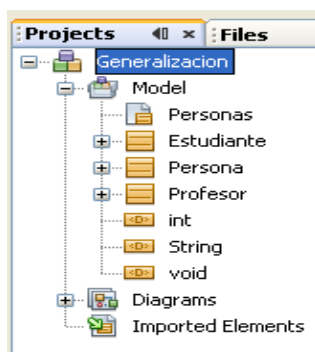 Projects Files
Generalizacion
Model
Personas
Estudiante
Persona
Profesor
<D> int
<D> String
<D> void
Diagrams
Imported Elements